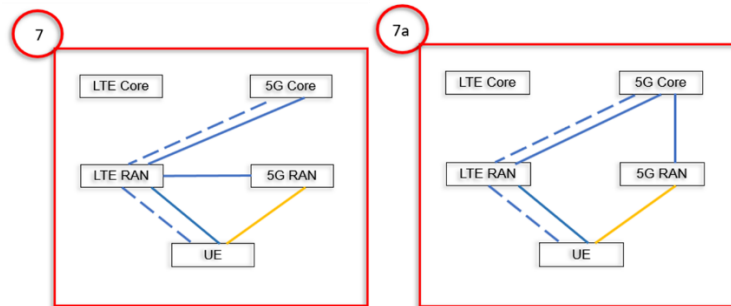 7
LTE Core 5G Core
LTE RAN 5G RAN
UE
7a
LTE Core 5G Core
LTE RAN 5G RAN
UE